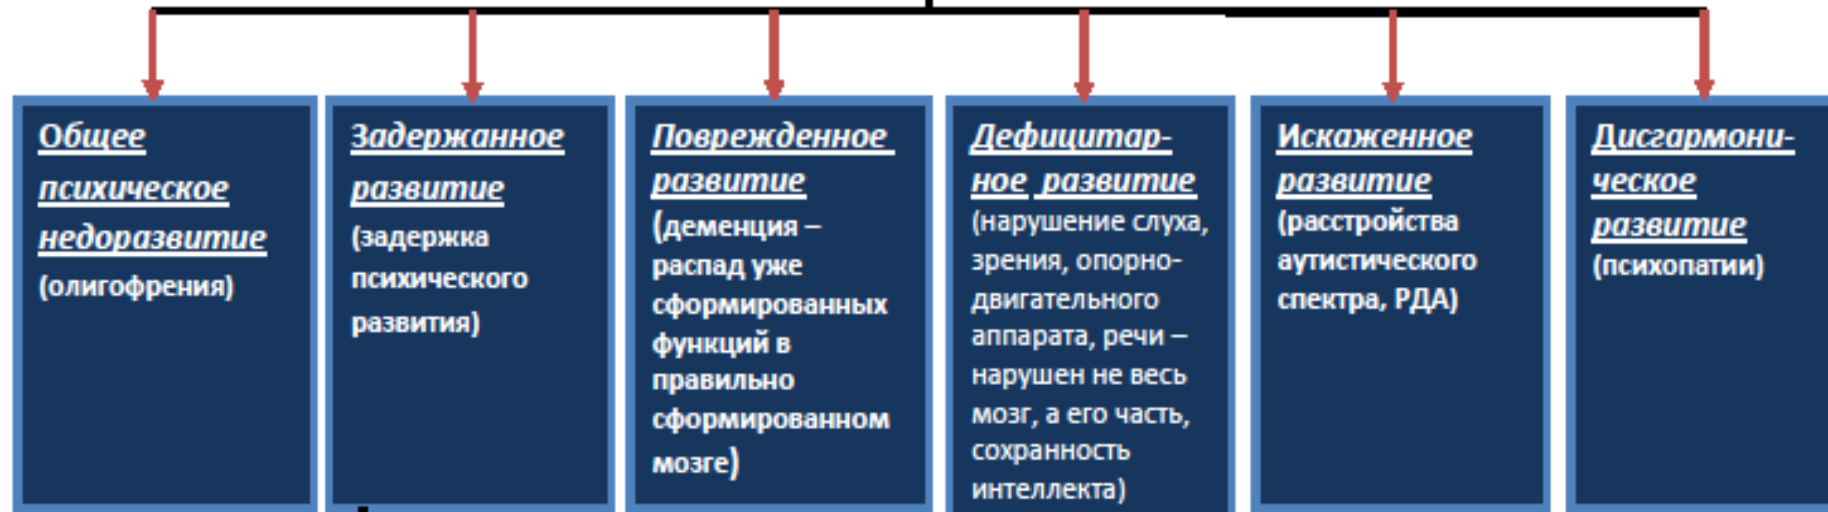 Общее
психическое
недоразвитие
(олигофрения)
Задержанное
развитие
(задержка
психического
развития)
Поврежденное
развитие
(деменция –
распад уже
сформированных
функций в
правильно
сформированном
мозге)
Дефицитар-
ное развитие
(нарушение слуха,
зрения, опорно-
двигательного
аппарата, речи –
нарушен не весь
мозг, а его часть,
сохранность
интеллекта)
Искаженное
развитие
(расстройства
аутистического
спектра, РДА)
Дисгармони-
ческое
развитие
(психопатии)